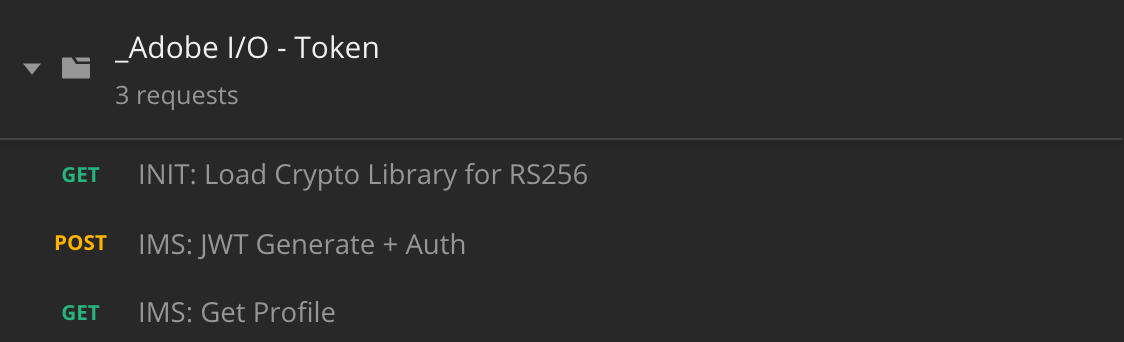 _Adobe I/O - Token
3 requests
GET INIT: Load Crypto Library for RS256
POST IMS: JWT Generate + Auth
GET IMS: Get Profile